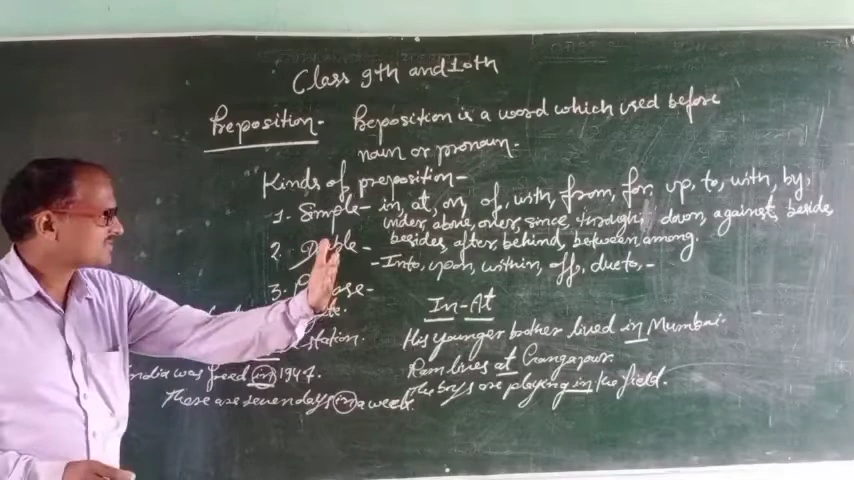 Class 9th and 10th
Preposition - Preposition is a word which used before
noun or pronoun.
Kinds of preposition -
1. Simple - in, at, on, of, with, from, for, up, to, with, by,
under, above, over, since, through, down, against, beside,
besides, after, behind, between, among.
2. -
- Into, upon, within, off, due to, -
3. -
In - At
station.
His younger brother lived in Mumbai.
Ram lives at
India was freed in 1947.
The boys are playing in the field.
There are seven days in a week.